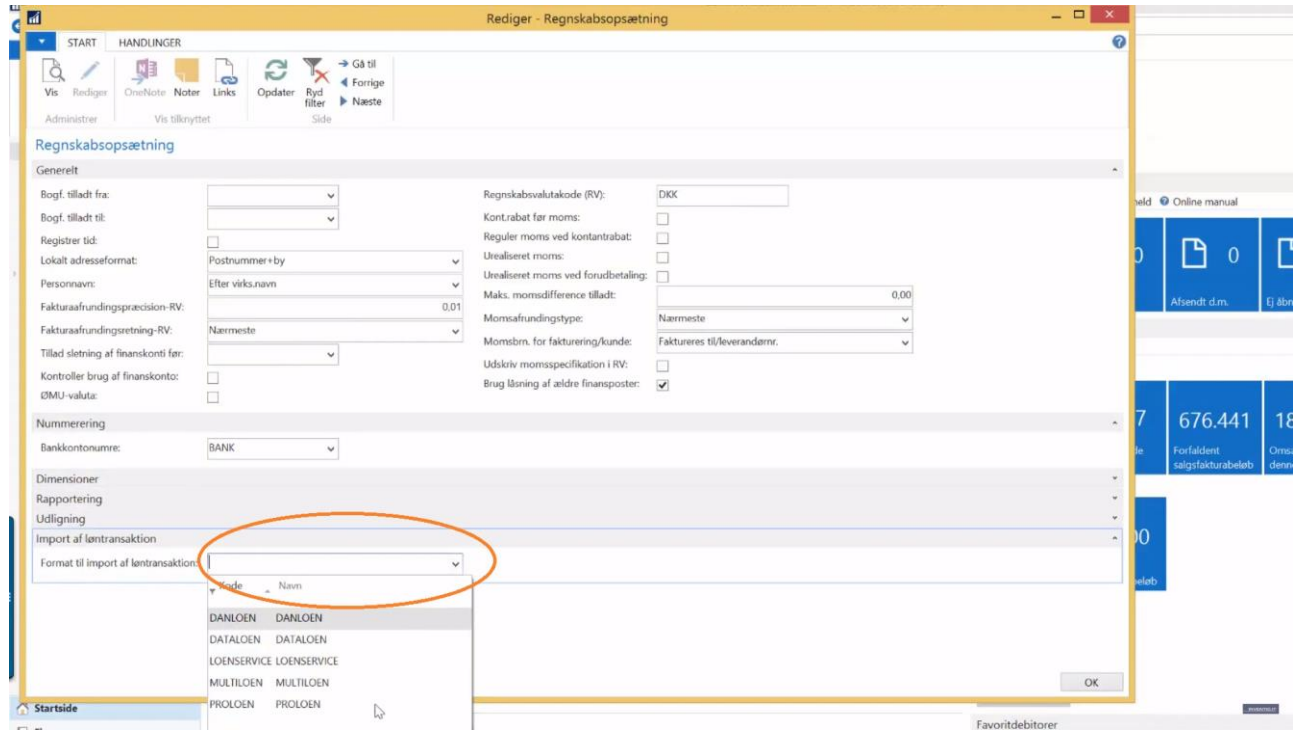 Rediger - Regnskabsopsætning
START HANDLINGER
Vis Rediger OneNote Noter Links Opdater Ryd filter
Gå til
Forrige
Næste
Administrer Vis tilknyttet Side
Regnskabsopsætning
Generelt
Bogf. tilladt fra:
Bogf. tilladt til:
Registrer tid:
Lokalt adresseformat: Postnummer+by
Personnavn: Efter virks.navn
Fakturaafrundingspræcision-RV: 0,01
Fakturaafrundingsretning-RV: Nærmeste
Tillad sletning af finanskonti før:
Kontroller brug af finanskonto:
ØMU-valuta:
Regnskabsvalutakode (RV): DKK
Kont.rabat før moms:
Reguler moms ved kontantrabat:
Urealiseret moms:
Urealiseret moms ved forudbetaling:
Maks. momsdifference tilladt: 0,00
Momsafrundingstype: Nærmeste
Momsbrn. for fakturering/kunde: Faktureres til/leverandørnr.
Udskriv momsspecifikation i RV:
Brug låsning af ældre finansposter:
Nummerering
Bankkontonumre: BANK
Dimensioner
Rapportering
Udligning
Import af løntransaktion
Format til import af løntransaktion:
Kode Navn
DANLOEN DANLOEN
DATALOEN DATALOEN
LOENSERVICE LOENSERVICE
MULTILOEN MULTILOEN
PROLOEN PROLOEN
OK
Online manual
0
Afsendt d.m.
676.441
Forfaldent
salgsfakturabeløb
18
Startside
Favoritdebitorer